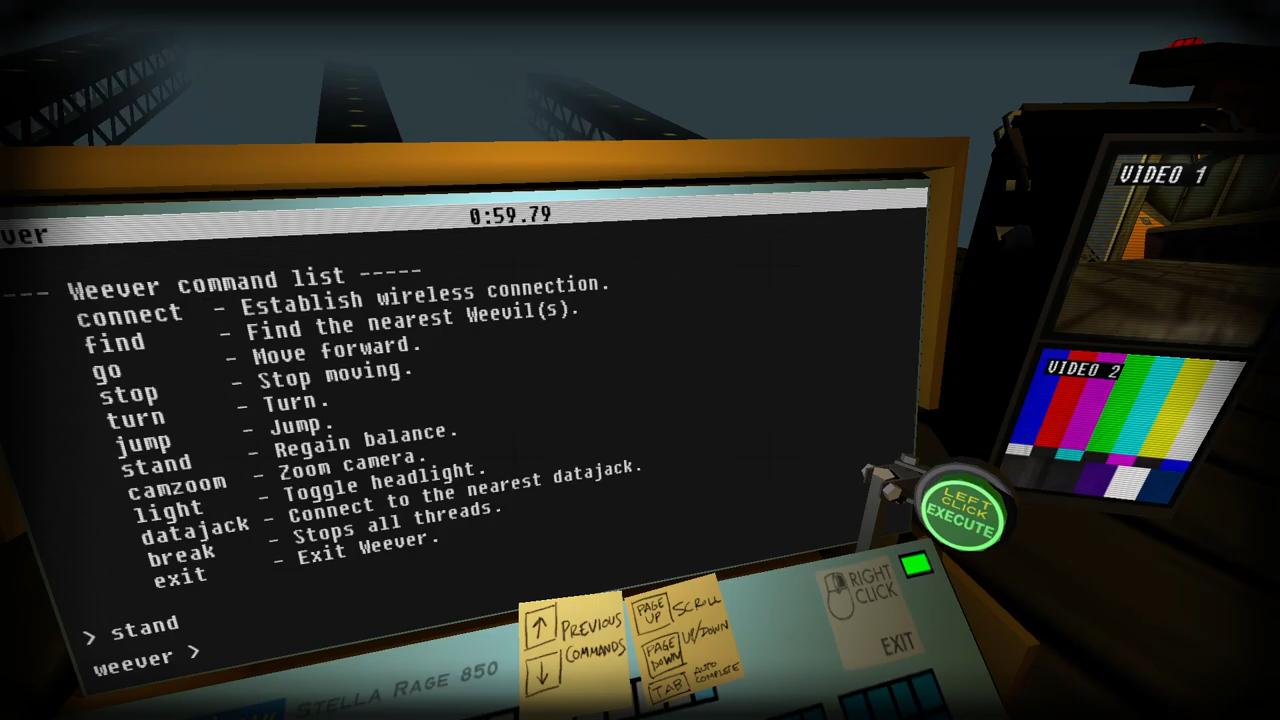 ver
0:59.79
--- Weever command list -----
connect - Establish wireless connection.
find - Find the nearest Weevil(s).
go - Move forward.
stop - Stop moving.
turn - Turn.
jump - Jump.
stand - Regain balance.
camzoom - Zoom camera.
light - Toggle headlight.
datajack - Connect to the nearest datajack.
break - Stops all threads.
exit - Exit Weever.
> stand
weever >
VIDEO 1
VIDEO 2
LEFT
CLICK
EXECUTE
STELLA RAGE 850
↑ PREVIOUS
↓ COMMANDS
PAGE UP SCROLL
PAGE DOWN UP/DOWN
TAB AUTO COMPLETE
RIGHT
CLICK
EXIT